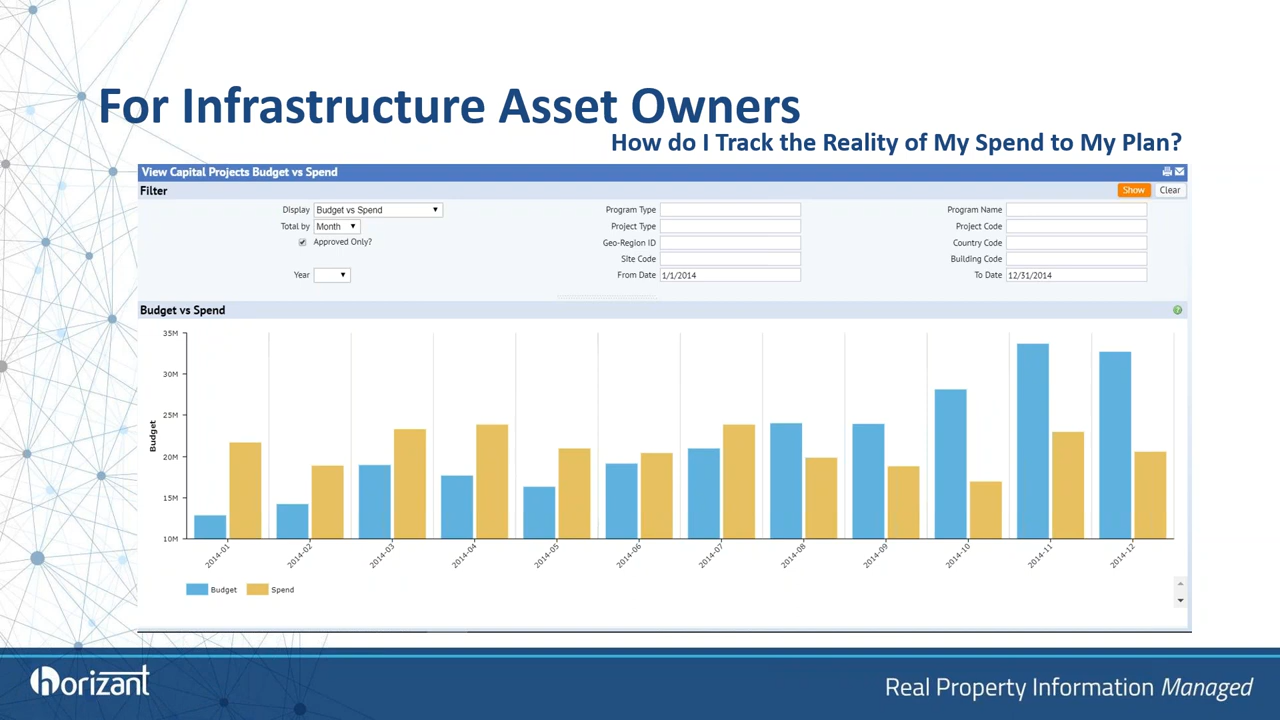 For Infrastructure Asset Owners
How do I Track the Reality of My Spend to My Plan?
View Capital Projects Budget vs Spend
Filter
Show Clear
Display Budget vs Spend Program Type Program Name
Total by Month Project Type Project Code
Approved Only? Geo-Region ID Country Code
Site Code Building Code
Year From Date 1/1/2014 To Date 12/31/2014
Budget vs Spend
?
35M
30M
25M
20M
15M
10M
Budget
2014-01 2014-02 2014-03 2014-04 2014-05 2014-06 2014-07 2014-08 2014-09 2014-10 2014-11 2014-12
Budget Spend
horizant
Real Property Information Managed